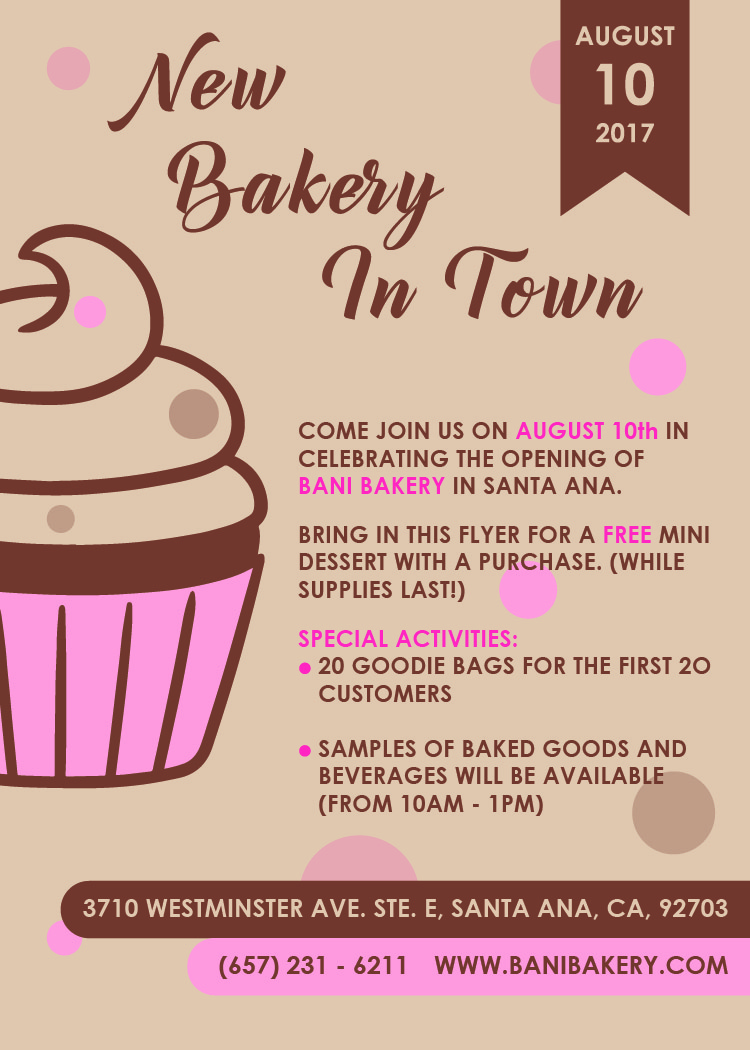 New
Bakery
In Town
AUGUST
10
2017
COME JOIN US ON AUGUST 10th IN
CELEBRATING THE OPENING OF
BANI BAKERY IN SANTA ANA.
BRING IN THIS FLYER FOR A FREE MINI
DESSERT WITH A PURCHASE. (WHILE
SUPPLIES LAST!)
SPECIAL ACTIVITIES:
• 20 GOODIE BAGS FOR THE FIRST 2O
CUSTOMERS
• SAMPLES OF BAKED GOODS AND
BEVERAGES WILL BE AVAILABLE
(FROM 10AM - 1PM)
3710 WESTMINSTER AVE. STE. E, SANTA ANA, CA, 92703
(657) 231 - 6211 WWW.BANIBAKERY.COM